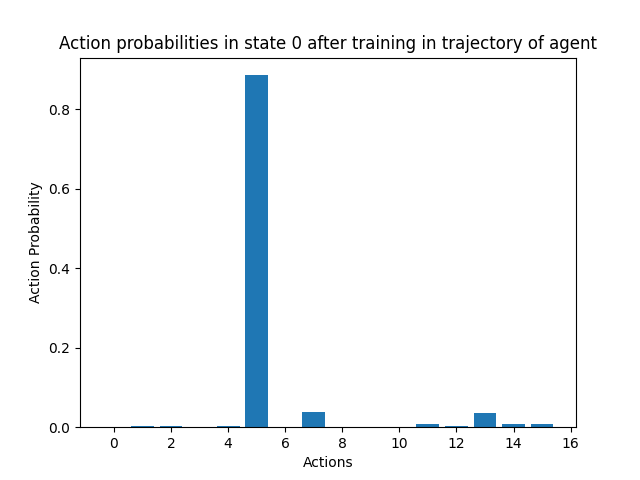 Action probabilities in state 0 after training in trajectory of agent
0.8
0.6
0.4
0.2
0.0
Action Probability
0 2 4 6 8 10 12 14 16
Actions